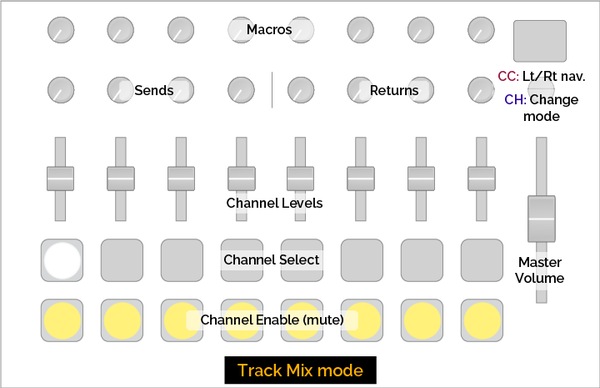 Macros
Sends
Returns
CC: Lt/Rt nav.
CH: Change
mode
Channel Levels
Channel Select
Master
Volume
Channel Enable (mute)
Track Mix mode